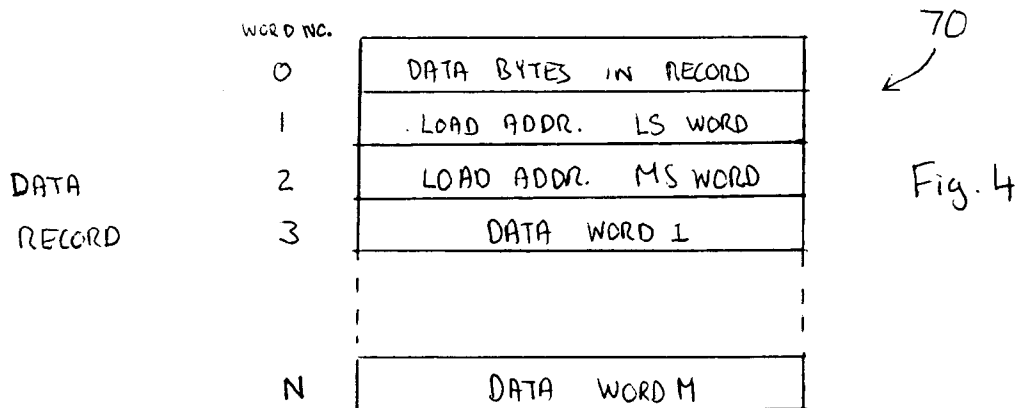 WORD NO.
70
0 DATA BYTES IN RECORD
1 LOAD ADDR. LS WORD
DATA 2 LOAD ADDR. MS WORD
Fig. 4
RECORD 3 DATA WORD 1
N DATA WORD M